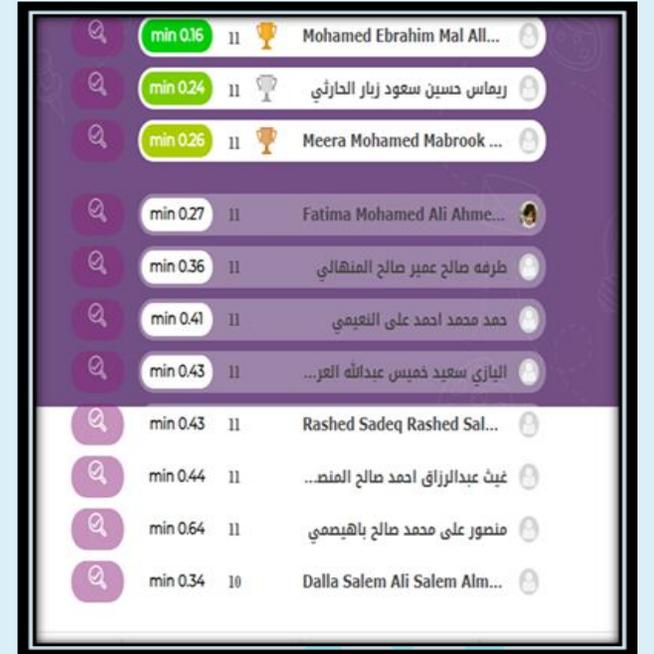 min 0.16 11 Mohamed Ebrahim Mal All...
min 0.24 11 ريماس حسين سعود زبار الحارثي
min 0.26 11 Meera Mohamed Mabrook ...
min 0.27 11 Fatima Mohamed Ali Ahme...
min 0.36 11 طرفه صالح عمير صالح المنهالي
min 0.41 11 حمد محمد احمد على النعيمي
min 0.43 11 اليازي سعيد خميس عبدالله العر...
min 0.43 11 Rashed Sadeq Rashed Sal...
min 0.44 11 غيث عبدالرزاق احمد صالح المنصـ...
min 0.64 11 منصور على محمد صالح باهيصمي
min 0.34 10 Dalla Salem Ali Salem Alm...